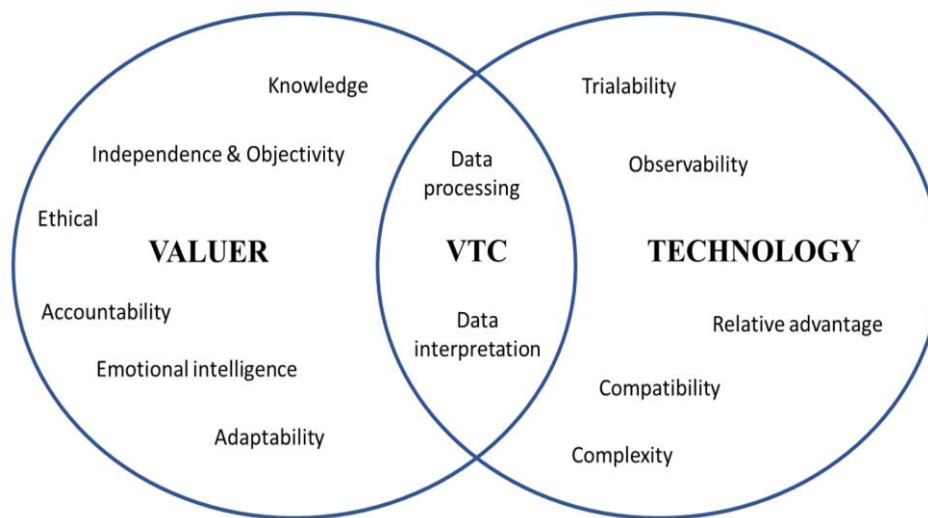 Knowledge
Independence & Objectivity
Ethical
VALUER
Accountability
Emotional intelligence
Adaptability
Data
processing
VTC
Data
interpretation
Trialability
Observability
TECHNOLOGY
Relative advantage
Compatibility
Complexity